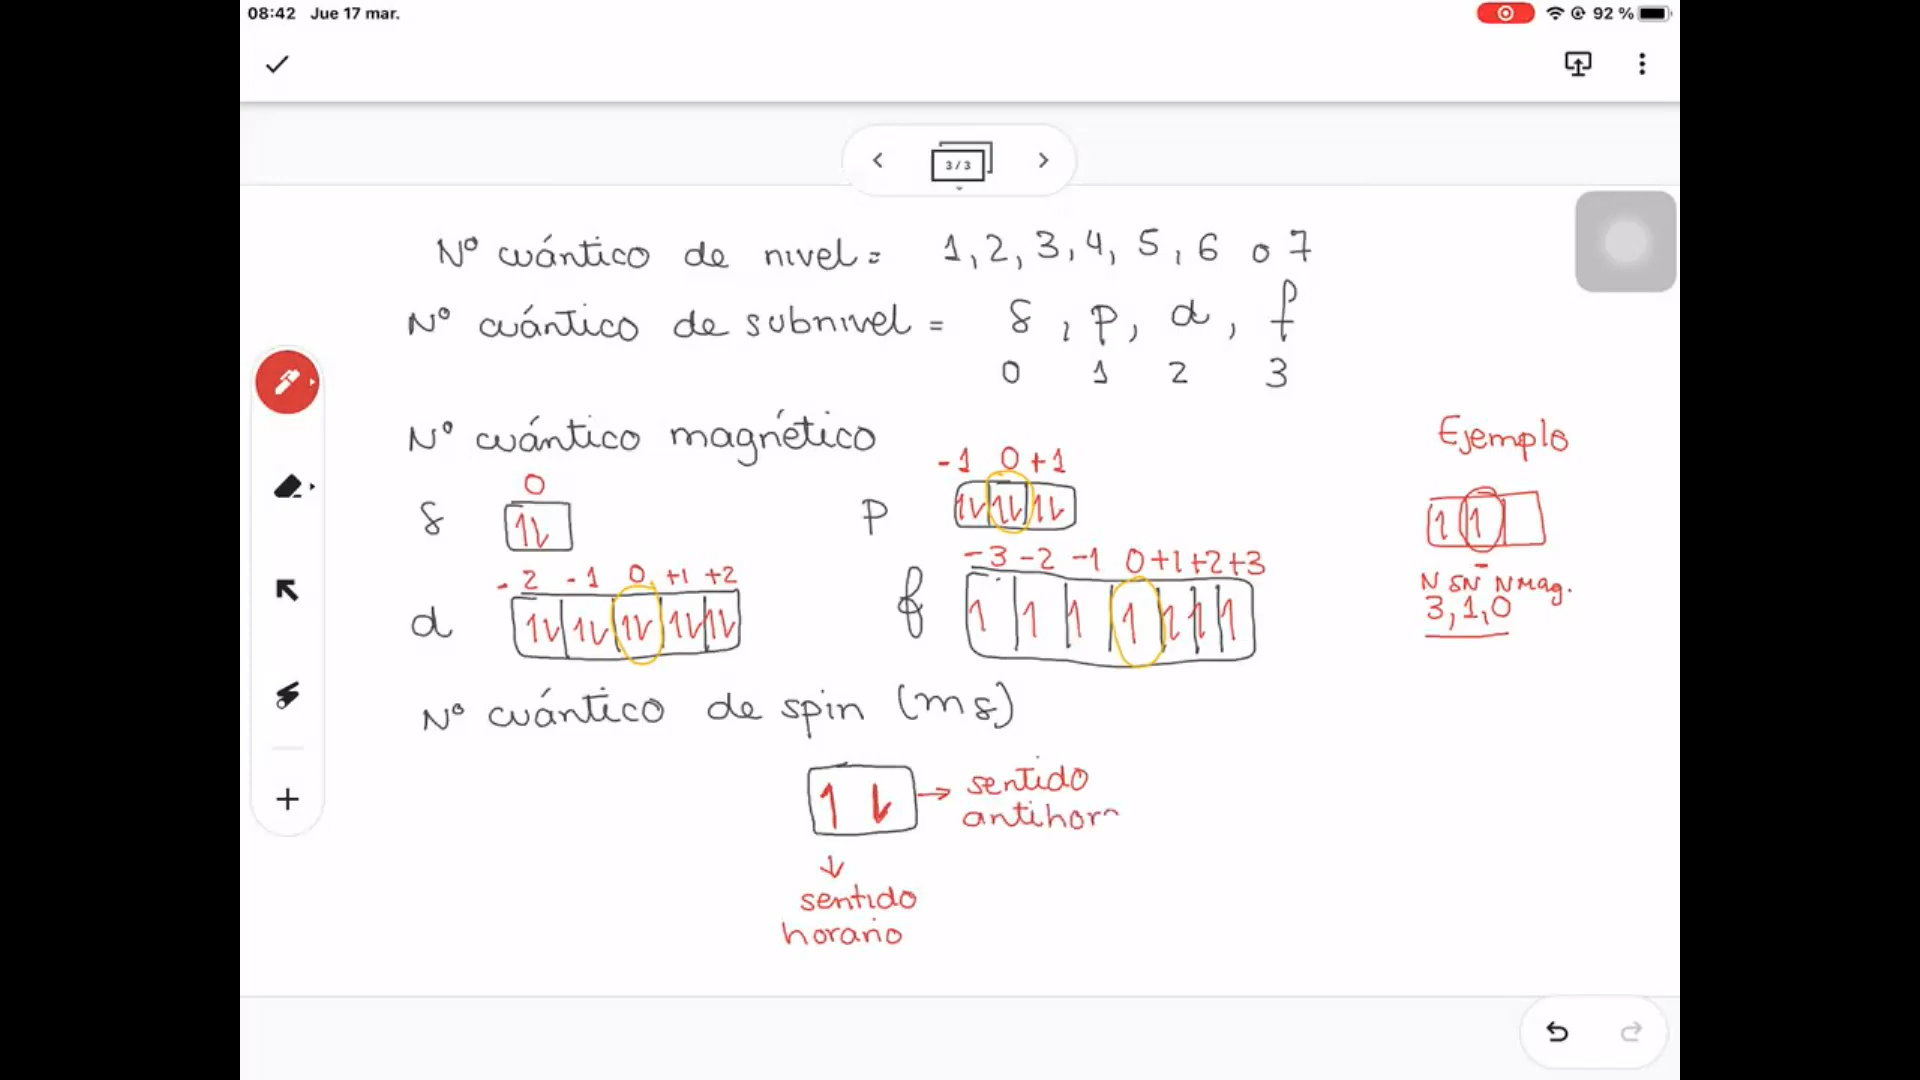 08:42 Jue 17 mar.
92 %
3/3
Nº cuántico de nivel = 1, 2, 3, 4, 5, 6 o 7
Nº cuántico de subnivel = s, p, d, f
0 1 2 3
Nº cuántico magnético
s
0
1↓
p
-1 0 +1
d
-2 -1 0 +1 +2
f
-3 -2 -1 0 +1 +2 +3
Ejemplo
N SN N Mag.
3, 1, 0
Nº cuántico de spin (ms)
sentido
antihor
sentido
horario